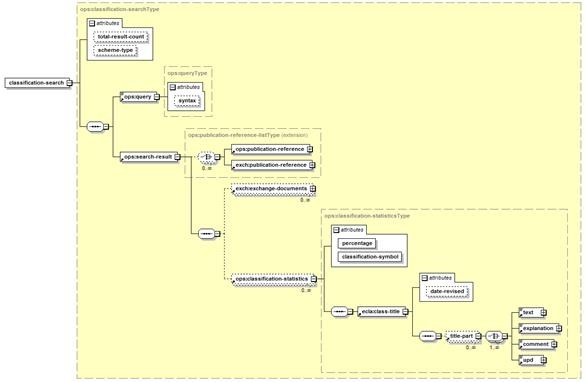 ops:classification-searchType
attributes
total-result-count
scheme-type
classification-search
ops:queryType
attributes
ops:query
syntax
ops:publication-reference-listType (extension)
ops:publication-reference
ops:search-result
exch:publication-reference
0..∞
exch:exchange-documents
0..∞
ops:classification-statisticsType
attributes
percentage
classification-symbol
ops:classification-statistics
0..∞
attributes
date-revised
ecla:class-title
text
explanation
title-part
0..∞
1..∞
comment
upd